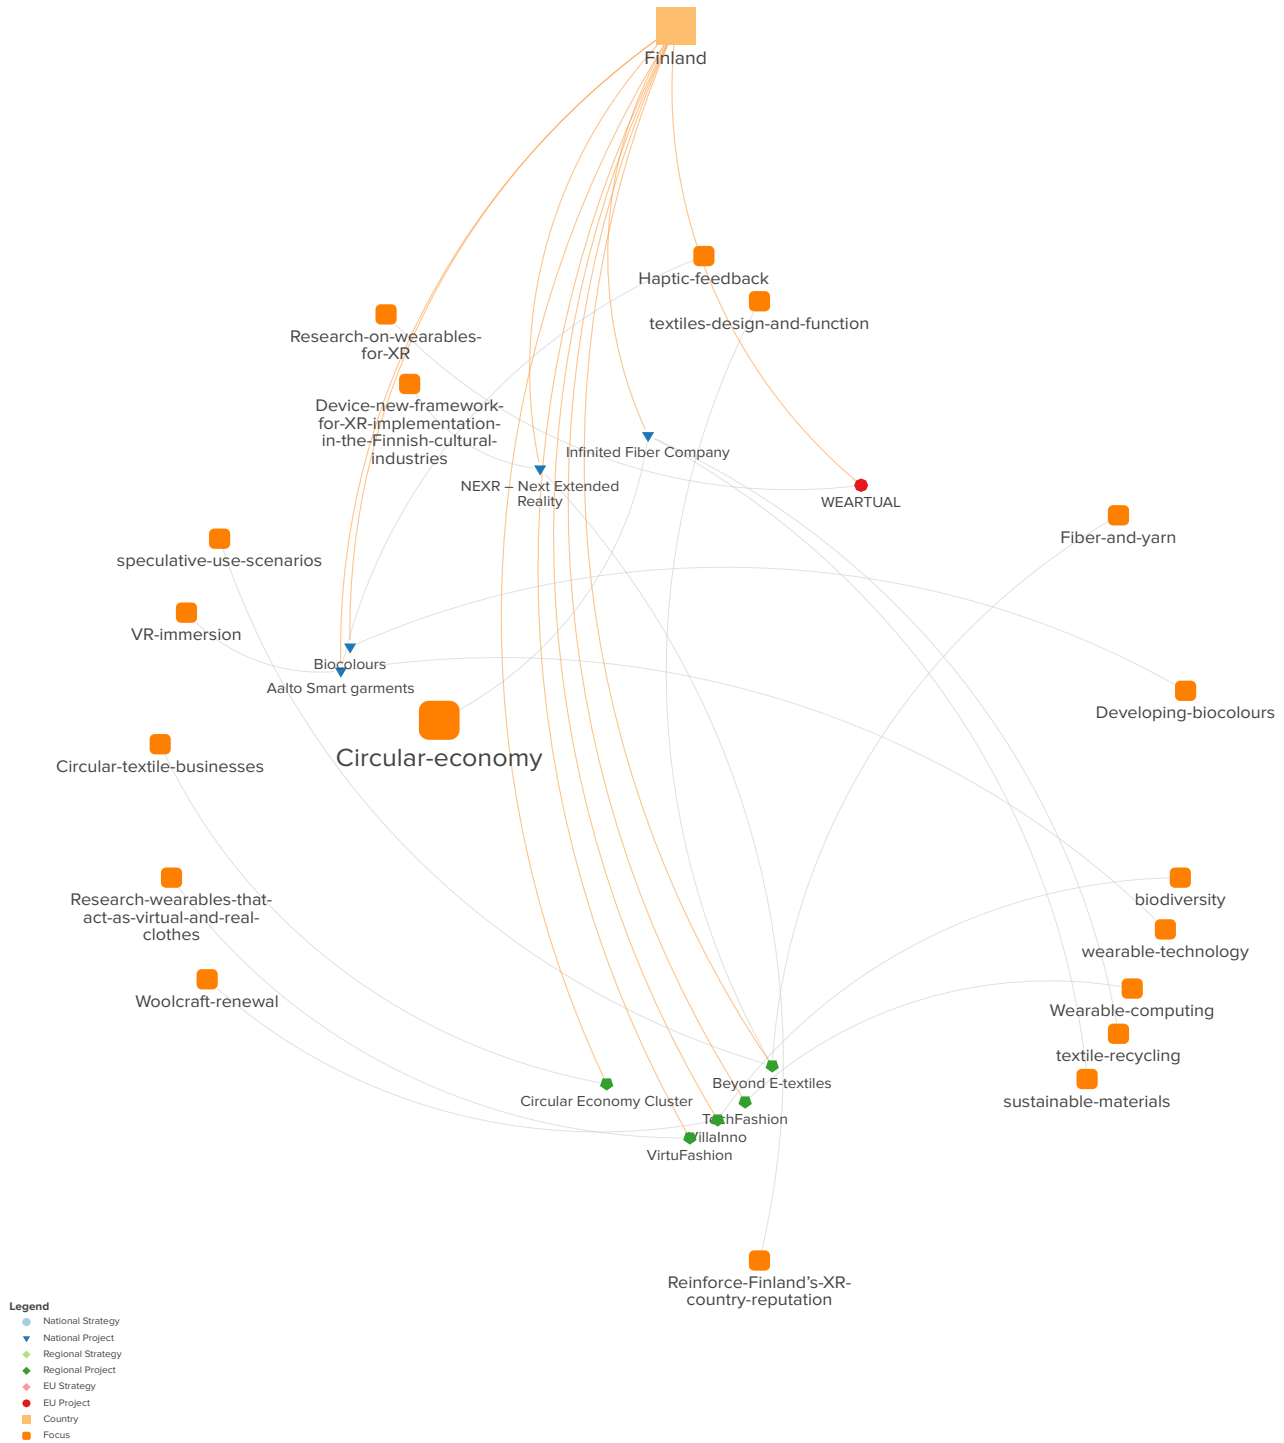 Finland
Haptic-feedback
textiles-design-and-function
Research-on-wearables-
for-XR
Device-new-framework-
for-XR-implementation-
in-the-Finnish-cultural-
industries
Infinited Fiber Company
NEXR – Next Extended
Reality
WEARTUAL
Fiber-and-yarn
speculative-use-scenarios
VR-immersion
Biocolours
Aalto Smart garments
Developing-biocolours
Circular-economy
Circular-textile-businesses
Research-wearables-that-
act-as-virtual-and-real-
clothes
biodiversity
wearable-technology
Woolcraft-renewal
Wearable-computing
textile-recycling
sustainable-materials
Beyond E-textiles
Circular Economy Cluster
TechFashion
VillaInno
VirtuFashion
Reinforce-Finland's-XR-
country-reputation
Legend
National Strategy
National Project
Regional Strategy
Regional Project
EU Strategy
EU Project
Country
Focus